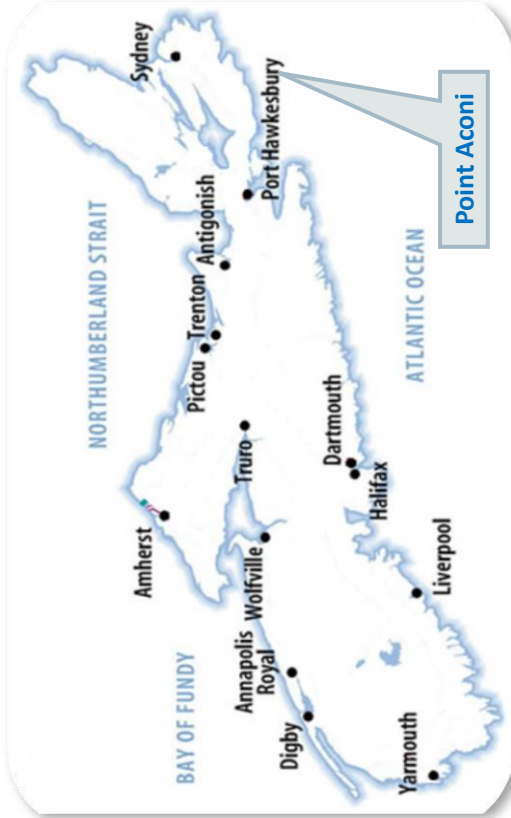 NORTHUMBERLAND STRAIT
Sydney
Port Hawkesbury
Antigonish
Trenton
Pictou
Amherst
Truro
Wolfville
BAY OF FUNDY
Annapolis
Royal
Digby
Dartmouth
Halifax
Liverpool
Yarmouth
ATLANTIC OCEAN
Point Aconi